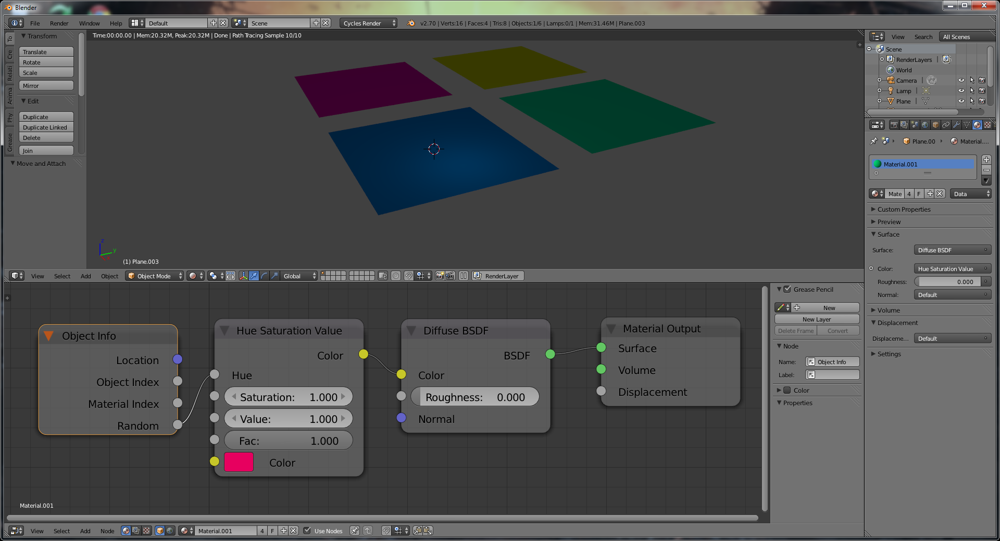 Blender
File Render Window Help Default Scene Cycles Render v2.70 | Verts:16 | Faces:4 | Tris:8 | Objects:1/6 | Lamps:0/1 | Mem:31.46M | Plane.003
Time:00:00.00 | Mem:20.32M, Peak:20.32M | Done | Path Tracing Sample 10/10
To
Cre
Relati
Anima
Phy
Grease
Transform
Translate
Rotate
Scale
Mirror
Edit
Duplicate
Duplicate Linked
Delete
Join
Move and Attach
z
y
x
(1) Plane.003
View Select Add Object Object Mode Global RenderLayer
View Search All Scenes
Scene
RenderLayers |
World
Camera |
Lamp |
Plane |
Plane.00 Material....
Material.001
Mate 4 F Data
Custom Properties
Preview
Surface
Surface: Diffuse BSDF
Color: Hue Saturation Value
Roughness: 0.000
Normal: Default
Volume
Displacement
Displaceme... Default
Settings
Object Info
Location
Object Index
Material Index
Random
Hue Saturation Value
Color
Hue
Saturation: 1.000
Value: 1.000
Fac: 1.000
Color
Diffuse BSDF
BSDF
Color
Roughness: 0.000
Normal
Material Output
Surface
Volume
Displacement
Material.001
Grease Pencil
New
New Layer
Delete Frame Convert
Node
Name: Object Info
Label:
Color
Properties
View Select Add Node Material.001 4 F Use Nodes